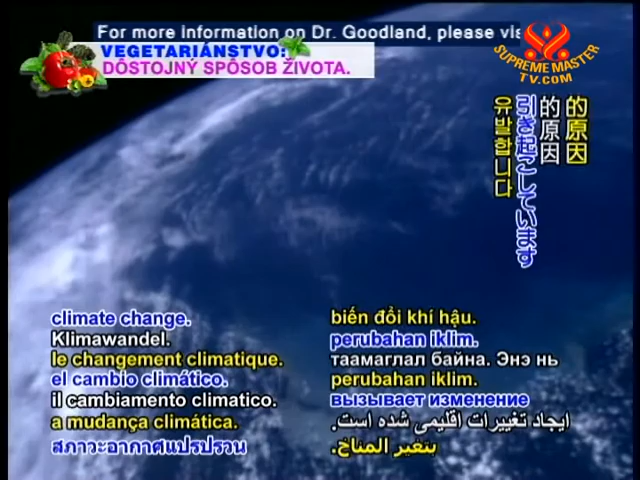 For more information on Dr. Goodland, please vis
VEGETARIÁNSTVO:
DÔSTOJNÝ SPÔSOB ŽIVOTA.
SUPREME MASTER
TV.COM
的原因
的原因
引き起こしています
유발합니다
climate change.
Klimawandel.
le changement climatique.
el cambio climático.
il cambiamento climatico.
a mudança climática.
สภาวะอากาศแปรปรวน
biến đổi khí hậu.
perubahan iklim.
таамаглал байна. Энэ нь
perubahan iklim.
вызывает изменение
ایجاد تغییرات اقلیمی شده است.
بتغير المناخ.